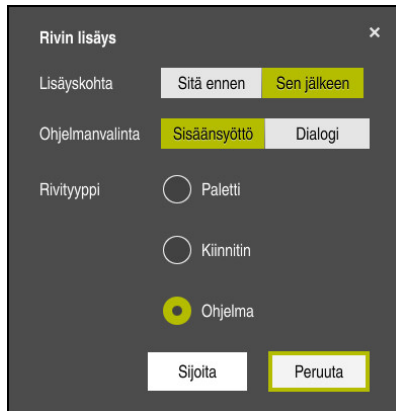 Rivin lisäys ×
Lisäyskohta Sitä ennen Sen jälkeen
Ohjelmanvalinta Sisäänsyöttö Dialogi
Rivityyppi Paletti
Kiinnitin
Ohjelma
Sijoita Peruuta